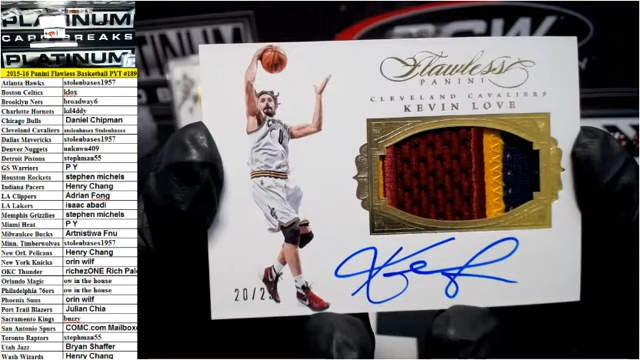 PLATINUM
CARD BREAKS
PLATINUM
2015-16 Panini Flawless Basketball PYT #189
Atlanta Hawks stolenbases1957
Boston Celtics klox
Brooklyn Nets broadway6
Charlotte Hornets kd4ddy
Chicago Bulls Daniel Chipman
Cleveland Cavaliers stolenbases Stolenbases
Dallas Mavericks stolenbases1957
Denver Nuggets unkawn409
Detroit Pistons stephman55
GS Warriors P Y
Houston Rockets stephen michels
Indiana Pacers Henry Chang
LA Clippers Adrian Fong
LA Lakers isaac abadi
Memphis Grizzlies stephen michels
Miami Heat P Y
Milwaukee Bucks Artnistiwa Fnu
Minn. Timberwolves stolenbases1957
New Orl. Pelicans Henry Chang
New York Knicks orin wilf
OKC Thunder richezONE Rich Pal
Orlando Magic ow in the house
Philadelphia 76ers ow in the house
Phoenix Suns orin wilf
Port Trail Blazers Julian Chia
Sacramento Kings buzzy
San Antonio Spurs COMC.com Mailbox
Toronto Raptors stephman55
Utah Jazz Bryan Shaffer
Wash Wizards Henry Chang
Flawless
PANINI
CLEVELAND CAVALIERS
KEVIN LOVE
20/2